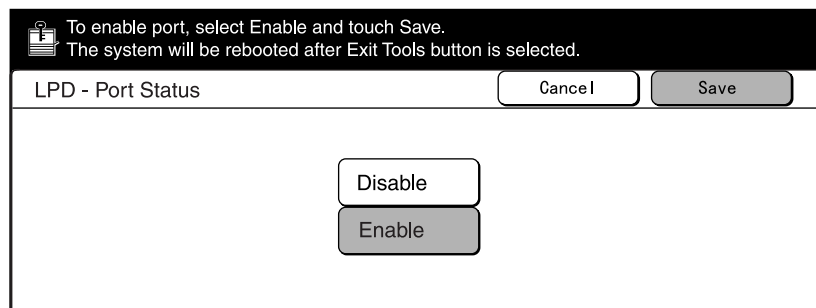 To enable port, select Enable and touch Save.
The system will be rebooted after Exit Tools button is selected.
LPD - Port Status
Cancel
Save
Disable
Enable